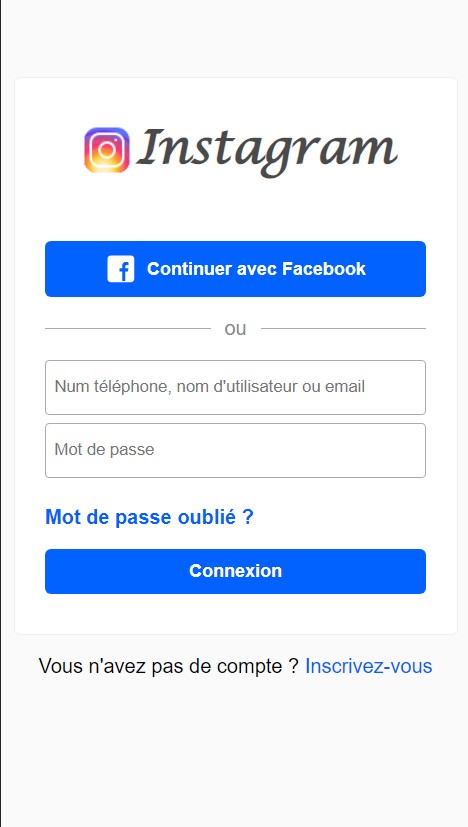 Instagram
Continuer avec Facebook
ou
Num téléphone, nom d'utilisateur ou email
Mot de passe
Mot de passe oublié ?
Connexion
Vous n'avez pas de compte ? Inscrivez-vous